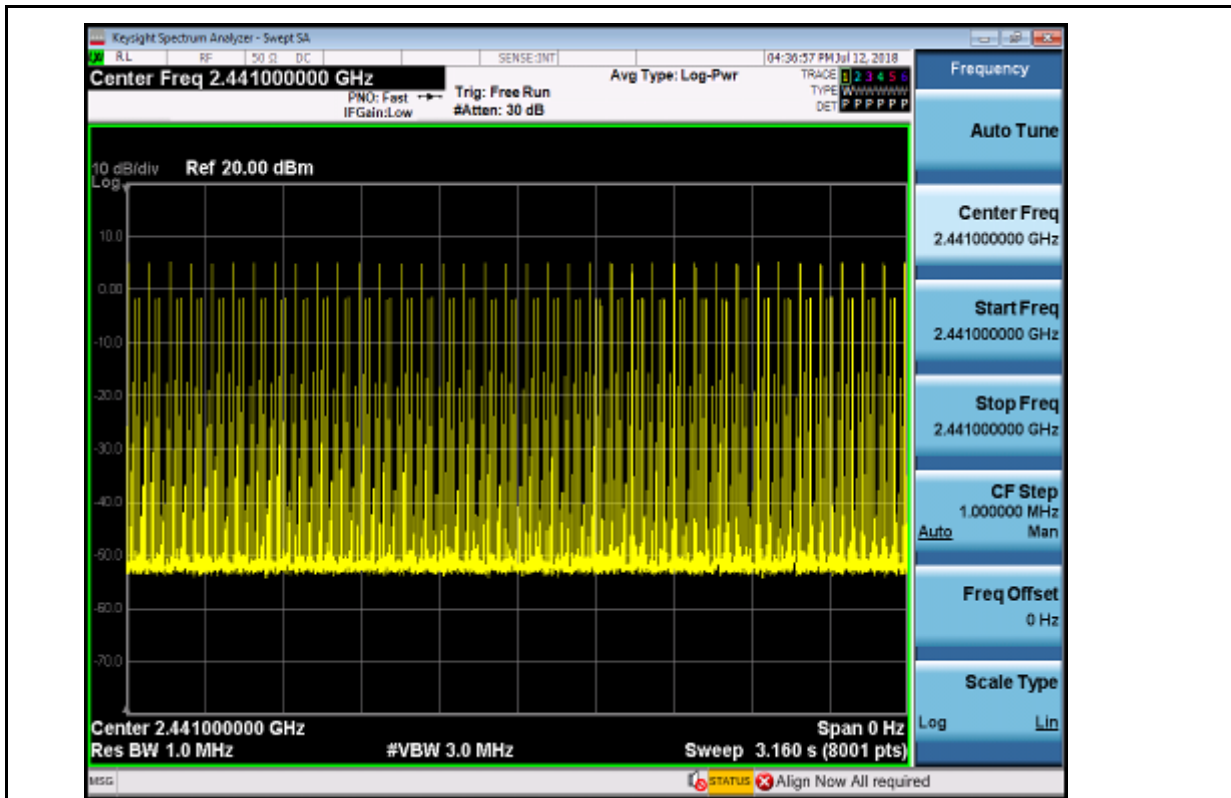 Keysight Spectrum Analyzer - Swept SA
RL RF 50 Ω DC SENSE:INT 04:36:57 PM Jul 12, 2018
Center Freq 2.441000000 GHz
PNO: Fast
IFGain:Low
Trig: Free Run
#Atten: 30 dB
Avg Type: Log-Pwr
TRACE 1 2 3 4 5 6
TYPE WWWWWW
DET P P P P P P
10 dB/div Ref 20.00 dBm
Log
10.0
0.00
-10.0
-20.0
-30.0
-40.0
-50.0
-60.0
-70.0
Center 2.441000000 GHz Span 0 Hz
Res BW 1.0 MHz #VBW 3.0 MHz Sweep 3.160 s (8001 pts)
MSG STATUS Align Now All required
Frequency
Auto Tune
Center Freq
2.441000000 GHz
Start Freq
2.441000000 GHz
Stop Freq
2.441000000 GHz
CF Step
1.000000 MHz
Auto Man
Freq Offset
0 Hz
Scale Type
Log Lin